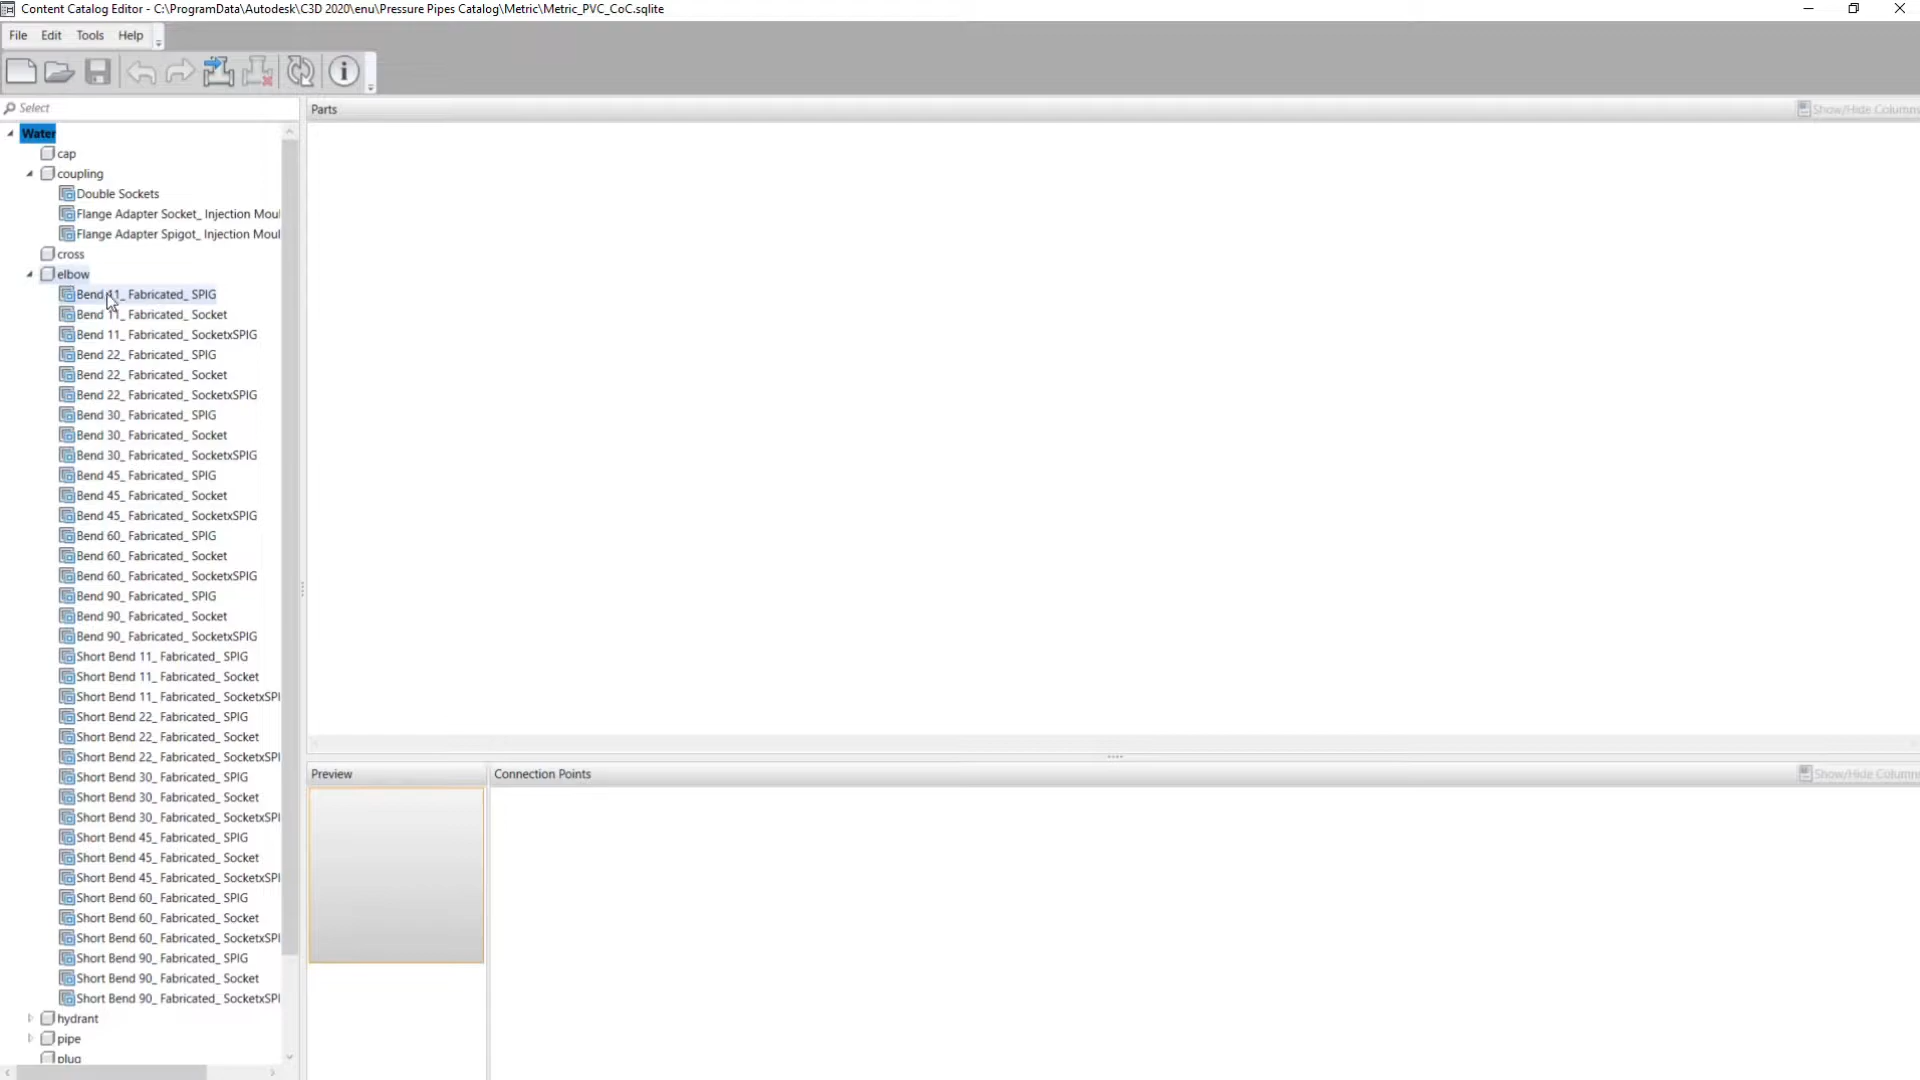 Content Catalog Editor - C:\ProgramData\Autodesk\C3D 2020\enu\Pressure Pipes Catalog\Metric\Metric_PVC_CoC.sqlite
File Edit Tools Help
Select
Parts
Show/Hide Columns
Water
cap
coupling
Double Sockets
Flange Adapter Socket_ Injection Moul
Flange Adapter Spigot_ Injection Moul
cross
elbow
Bend 11_ Fabricated_ SPIG
Bend 11_ Fabricated_ Socket
Bend 11_ Fabricated_ SocketxSPIG
Bend 22_ Fabricated_ SPIG
Bend 22_ Fabricated_ Socket
Bend 22_ Fabricated_ SocketxSPIG
Bend 30_ Fabricated_ SPIG
Bend 30_ Fabricated_ Socket
Bend 30_ Fabricated_ SocketxSPIG
Bend 45_ Fabricated_ SPIG
Bend 45_ Fabricated_ Socket
Bend 45_ Fabricated_ SocketxSPIG
Bend 60_ Fabricated_ SPIG
Bend 60_ Fabricated_ Socket
Bend 60_ Fabricated_ SocketxSPIG
Bend 90_ Fabricated_ SPIG
Bend 90_ Fabricated_ Socket
Bend 90_ Fabricated_ SocketxSPIG
Short Bend 11_ Fabricated_ SPIG
Short Bend 11_ Fabricated_ Socket
Short Bend 11_ Fabricated_ SocketxSPI
Short Bend 22_ Fabricated_ SPIG
Short Bend 22_ Fabricated_ Socket
Short Bend 22_ Fabricated_ SocketxSPI
Short Bend 30_ Fabricated_ SPIG
Short Bend 30_ Fabricated_ Socket
Short Bend 30_ Fabricated_ SocketxSPI
Short Bend 45_ Fabricated_ SPIG
Short Bend 45_ Fabricated_ Socket
Short Bend 45_ Fabricated_ SocketxSPI
Short Bend 60_ Fabricated_ SPIG
Short Bend 60_ Fabricated_ Socket
Short Bend 60_ Fabricated_ SocketxSPI
Short Bend 90_ Fabricated_ SPIG
Short Bend 90_ Fabricated_ Socket
Short Bend 90_ Fabricated_ SocketxSPI
hydrant
pipe
plug
Preview
Connection Points
Show/Hide Columns